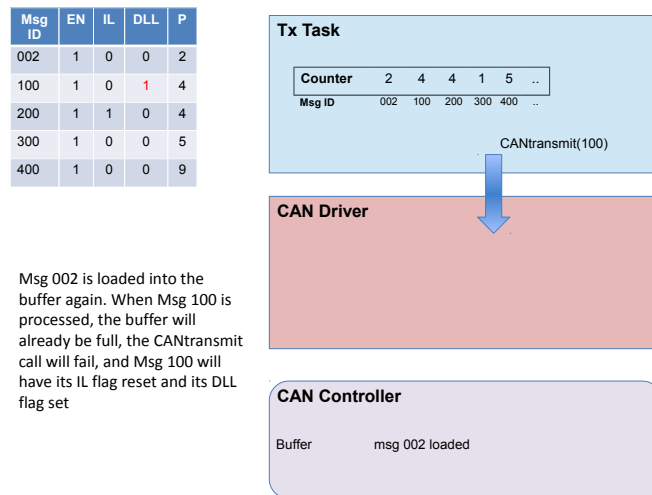 Msg ID EN IL DLL P
002 1 0 0 2
100 1 0 1 4
200 1 1 0 4
300 1 0 0 5
400 1 0 0 9
Msg 002 is loaded into the
buffer again. When Msg 100 is
processed, the buffer will
already be full, the CANtransmit
call will fail, and Msg 100 will
have its IL flag reset and its DLL
flag set
Tx Task
Counter 2 4 4 1 5 ..
Msg ID 002 100 200 300 400 ..
CANtransmit(100)
CAN Driver
CAN Controller
Buffer msg 002 loaded